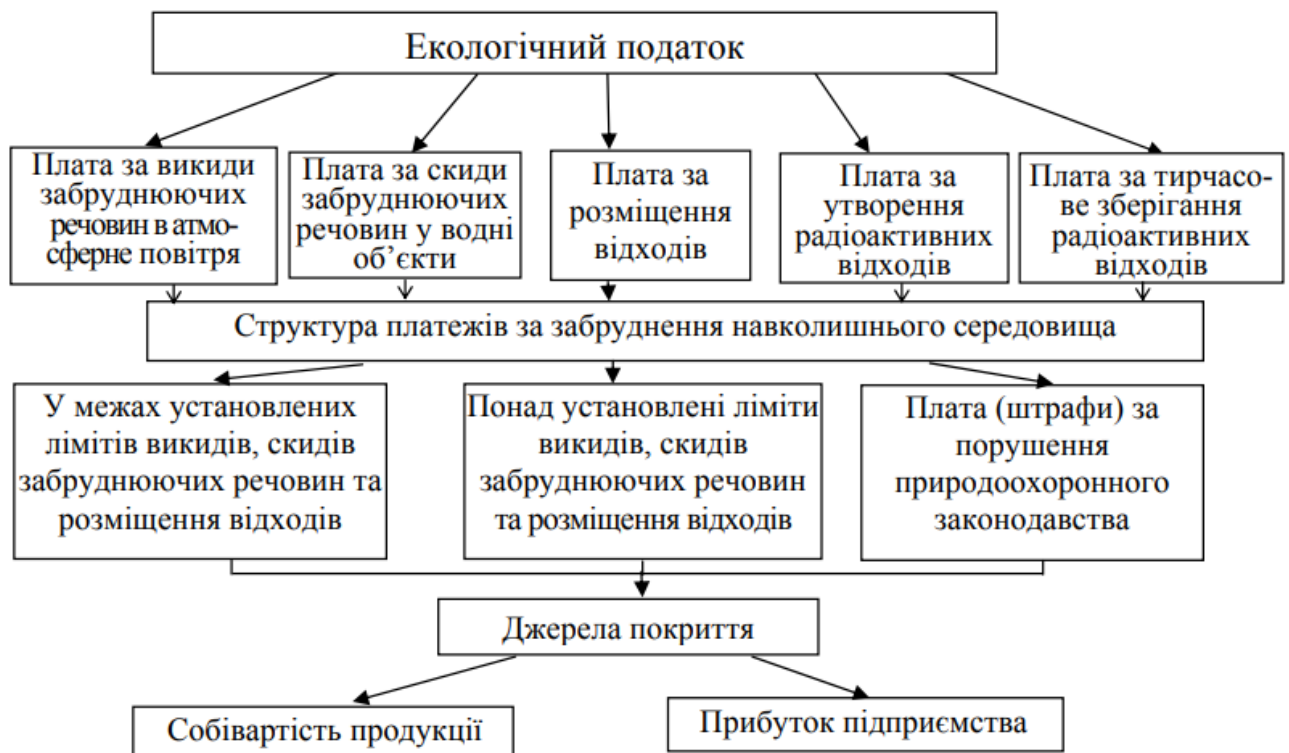 Екологічний податок
Плата за викиди
забруднюючих
речовин в атмо-
сферне повітря
Плата за скиди
забруднюючих
речовин у водні
об’єкти
Плата за
розміщення
відходів
Плата за
утворення
радіоактивних
відходів
Плата за тирчасо-
ве зберігання
радіоактивних
відходів
Структура платежів за забруднення навколишнього середовища
У межах установлених
лімітів викидів, скидів
забруднюючих речовин та
розміщення відходів
Понад установлені ліміти
викидів, скидів
забруднюючих речовин
та розміщення відходів
Плата (штрафи) за
порушення
природоохоронного
законодавства
Джерела покриття
Собівартість продукції
Прибуток підприємства